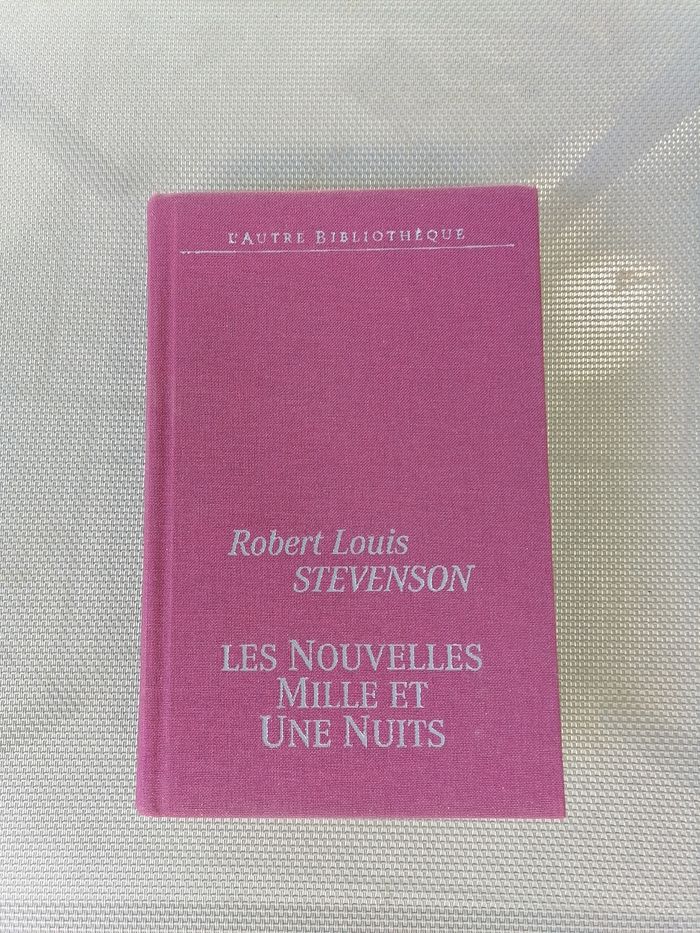 L'AUTRE BIBLIOTHÈQUE
Robert Louis
STEVENSON
LES NOUVELLES
MILLE ET
UNE NUITS